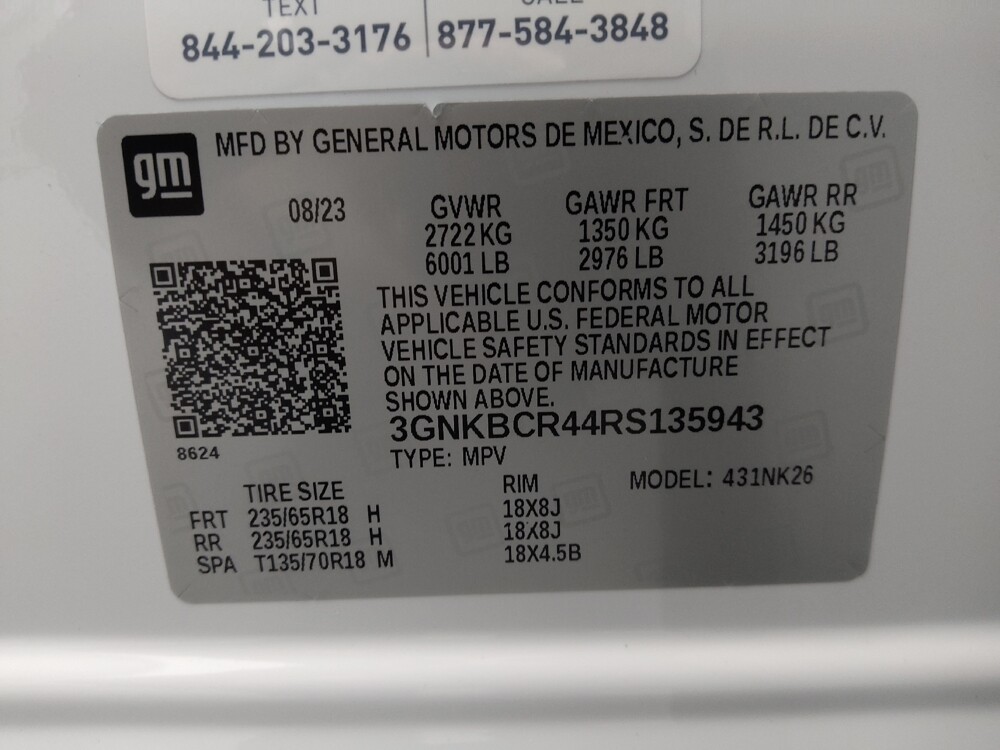 TEXT
CALL
844-203-3176 877-584-3848
gm
MFD BY GENERAL MOTORS DE MEXICO, S. DE R.L. DE C.V.
08/23 GVWR GAWR FRT GAWR RR
2722 KG 1350 KG 1450 KG
6001 LB 2976 LB 3196 LB
THIS VEHICLE CONFORMS TO ALL
APPLICABLE U.S. FEDERAL MOTOR
VEHICLE SAFETY STANDARDS IN EFFECT
ON THE DATE OF MANUFACTURE
SHOWN ABOVE.
3GNKBCR44RS135943
8624
TYPE: MPV MODEL: 431NK26
TIRE SIZE RIM
FRT 235/65R18 H 18X8J
RR 235/65R18 H 18X8J
SPA T135/70R18 M 18X4.5B